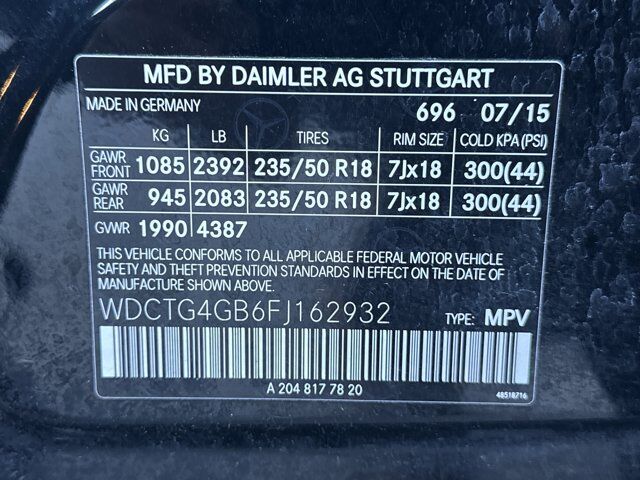 MFD BY DAIMLER AG STUTTGART
MADE IN GERMANY 696 07/15
KG LB TIRES RIM SIZE COLD KPA (PSI)
GAWR FRONT 1085 2392 235/50 R18 7Jx18 300(44)
GAWR REAR 945 2083 235/50 R18 7Jx18 300(44)
GVWR 1990 4387
THIS VEHICLE CONFORMS TO ALL APPLICABLE FEDERAL MOTOR VEHICLE
SAFETY AND THEFT PREVENTION STANDARDS IN EFFECT ON THE DATE OF
MANUFACTURE SHOWN ABOVE.
WDCTG4GB6FJ162932 TYPE: MPV
A 204 817 78 20
48518716